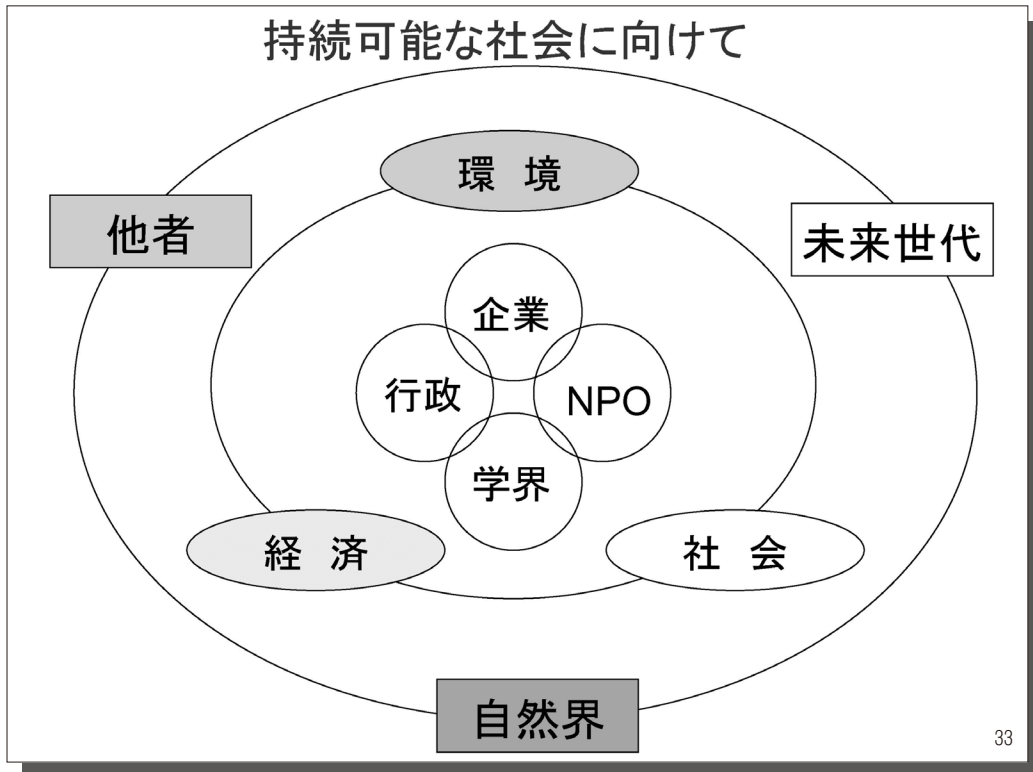 持続可能な社会に向けて
環 境
他者
未来世代
企業
行政
NPO
学界
経 済
社 会
自然界
33